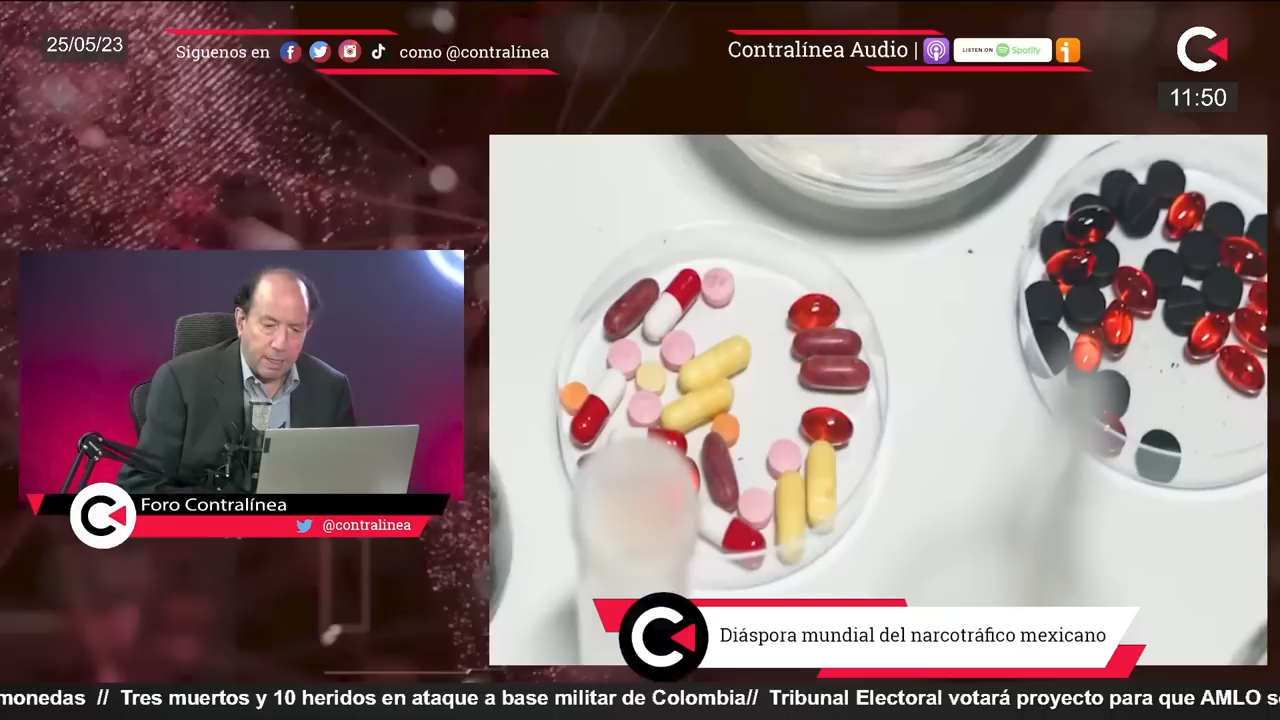 25/05/23
Siguenos en
como @contralínea
Contralínea Audio |
LISTEN ON Spotify
11:50
Foro Contralínea
@contralinea
Diáspora mundial del narcotráfico mexicano
monedas // Tres muertos y 10 heridos en ataque a base militar de Colombia// Tribunal Electoral votará proyecto para que AMLO s